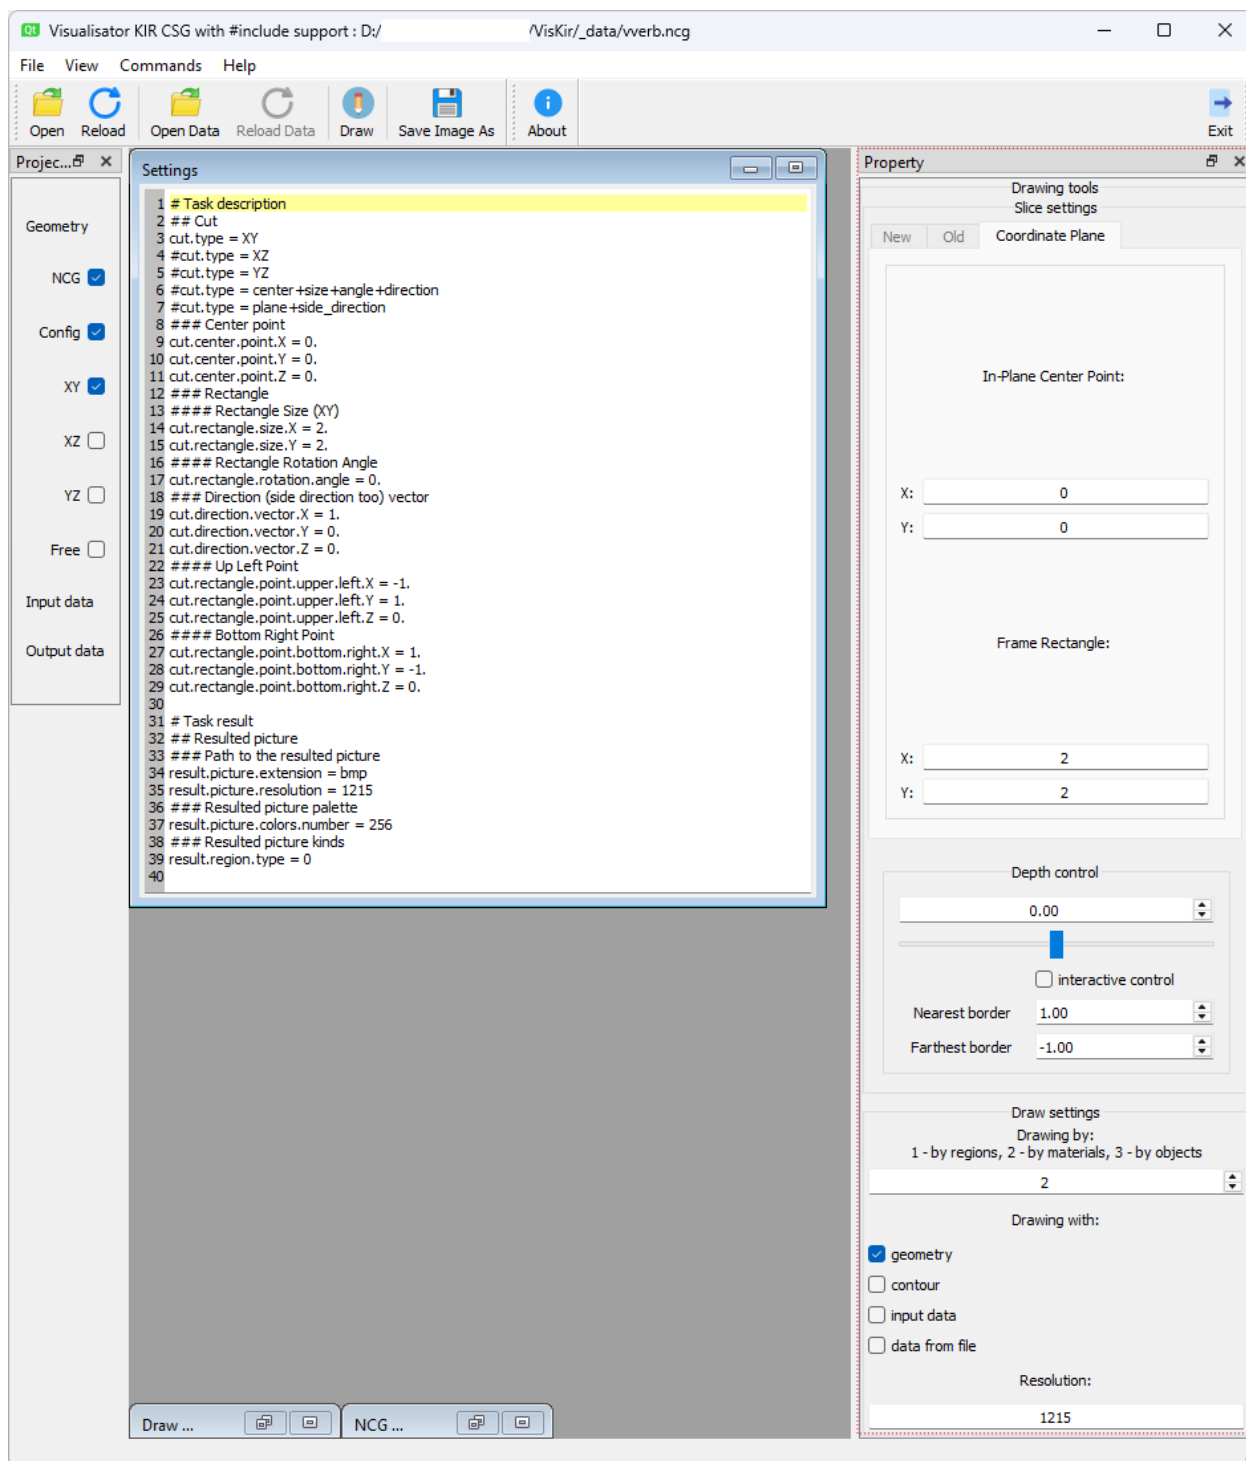 Visualisator KIR CSG with #include support : D:/ /VisKir/_data/vverb.ncg
File View Commands Help
Open Reload Open Data Reload Data Draw Save Image As About Exit
Projec...
Geometry
NCG
Config
XY
XZ
YZ
Free
Input data
Output data
Settings
1 # Task description
2 ## Cut
3 cut.type = XY
4 #cut.type = XZ
5 #cut.type = YZ
6 #cut.type = center+size+angle+direction
7 #cut.type = plane+side_direction
8 ### Center point
9 cut.center.point.X = 0.
10 cut.center.point.Y = 0.
11 cut.center.point.Z = 0.
12 ### Rectangle
13 #### Rectangle Size (XY)
14 cut.rectangle.size.X = 2.
15 cut.rectangle.size.Y = 2.
16 #### Rectangle Rotation Angle
17 cut.rectangle.rotation.angle = 0.
18 ### Direction (side direction too) vector
19 cut.direction.vector.X = 1.
20 cut.direction.vector.Y = 0.
21 cut.direction.vector.Z = 0.
22 #### Up Left Point
23 cut.rectangle.point.upper.left.X = -1.
24 cut.rectangle.point.upper.left.Y = 1.
25 cut.rectangle.point.upper.left.Z = 0.
26 #### Bottom Right Point
27 cut.rectangle.point.bottom.right.X = 1.
28 cut.rectangle.point.bottom.right.Y = -1.
29 cut.rectangle.point.bottom.right.Z = 0.
30
31 # Task result
32 ## Resulted picture
33 ### Path to the resulted picture
34 result.picture.extension = bmp
35 result.picture.resolution = 1215
36 ### Resulted picture palette
37 result.picture.colors.number = 256
38 ### Resulted picture kinds
39 result.region.type = 0
40
Draw ... NCG ...
Property
Drawing tools
Slice settings
New Old Coordinate Plane
In-Plane Center Point:
X: 0
Y: 0
Frame Rectangle:
X: 2
Y: 2
Depth control
0.00
interactive control
Nearest border 1.00
Farthest border -1.00
Draw settings
Drawing by:
1 - by regions, 2 - by materials, 3 - by objects
2
Drawing with:
geometry
contour
input data
data from file
Resolution:
1215